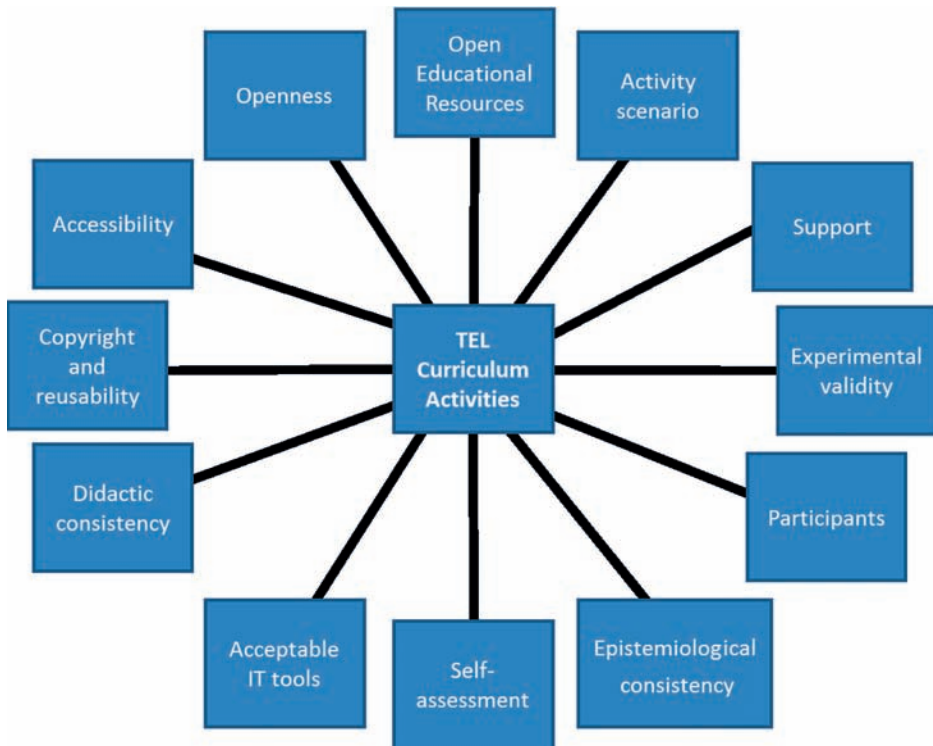 Open
Educational
Resources
Openness
Activity
scenario
Accessibility
Support
TEL
Curriculum
Activities
Copyright
and
reusability
Experimental
validity
Didactic
consistency
Participants
Acceptable
IT tools
Self-
assessment
Epistemiological
consistency